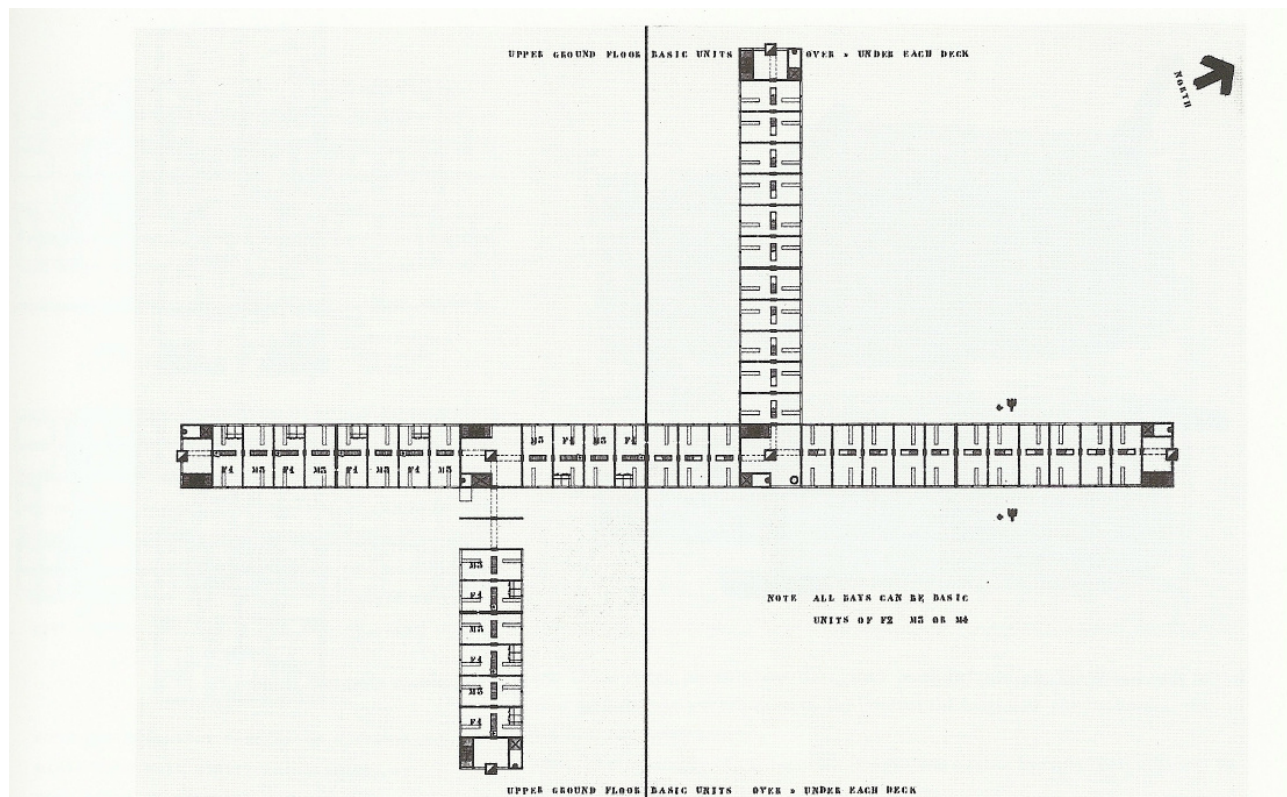 UPPER GROUND FLOOR BASIC UNITS OVER & UNDER EACH DECK
NORTH
M3 F4 M3 F4
F4 M3 F4 M3 F4 M3 F4 M3
M3
F4
M3
F4
M3
F4
NOTE ALL BAYS CAN BE BASIC
UNITS OF F2 M3 OR M4
UPPER GROUND FLOOR BASIC UNITS OVER & UNDER EACH DECK